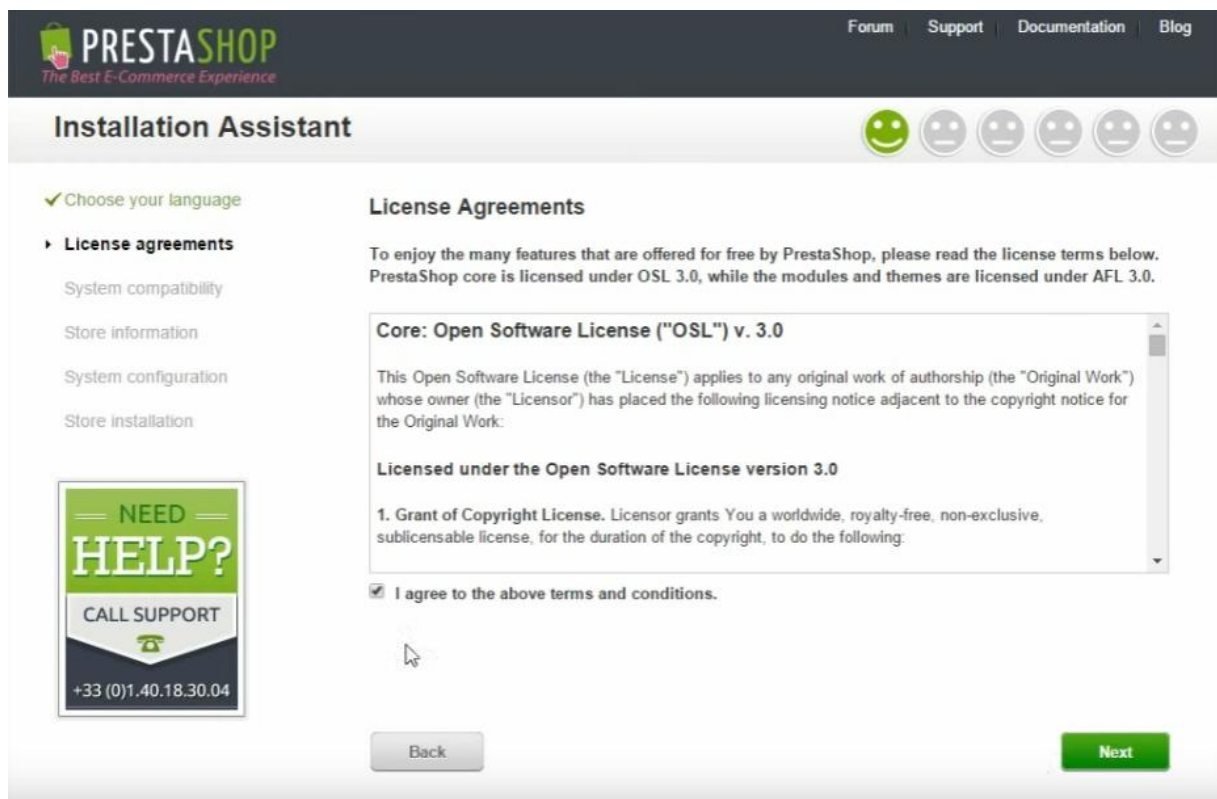 PRESTASHOP
The Best E-Commerce Experience
Forum Support Documentation Blog
Installation Assistant
Choose your language
License agreements
System compatibility
Store information
System configuration
Store installation
NEED
HELP?
CALL SUPPORT
+33 (0)1.40.18.30.04
License Agreements
To enjoy the many features that are offered for free by PrestaShop, please read the license terms below.
PrestaShop core is licensed under OSL 3.0, while the modules and themes are licensed under AFL 3.0.
Core: Open Software License ("OSL") v. 3.0
This Open Software License (the "License") applies to any original work of authorship (the "Original Work")
whose owner (the "Licensor") has placed the following licensing notice adjacent to the copyright notice for
the Original Work:
Licensed under the Open Software License version 3.0
1. Grant of Copyright License. Licensor grants You a worldwide, royalty-free, non-exclusive,
sublicensable license, for the duration of the copyright, to do the following:
I agree to the above terms and conditions.
Back
Next